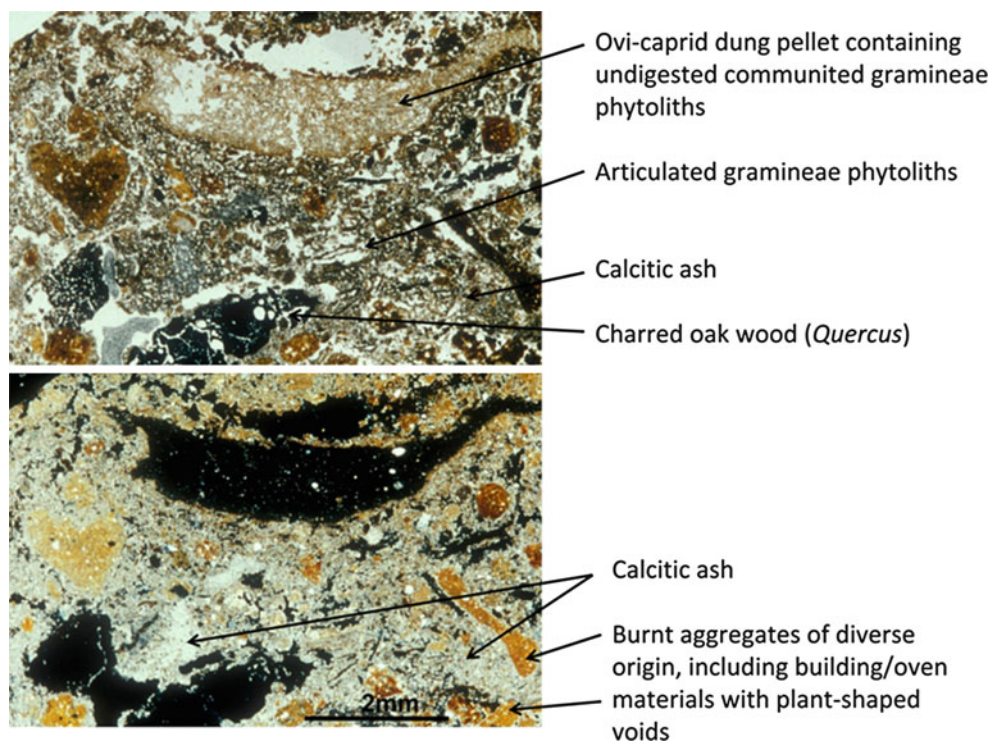 Ovi-caprid dung pellet containing
undigested communited gramineae
phytoliths
Articulated gramineae phytoliths
Calcitic ash
Charred oak wood (Quercus)
Calcitic ash
Burnt aggregates of diverse
origin, including building/oven
materials with plant-shaped
voids
2mm